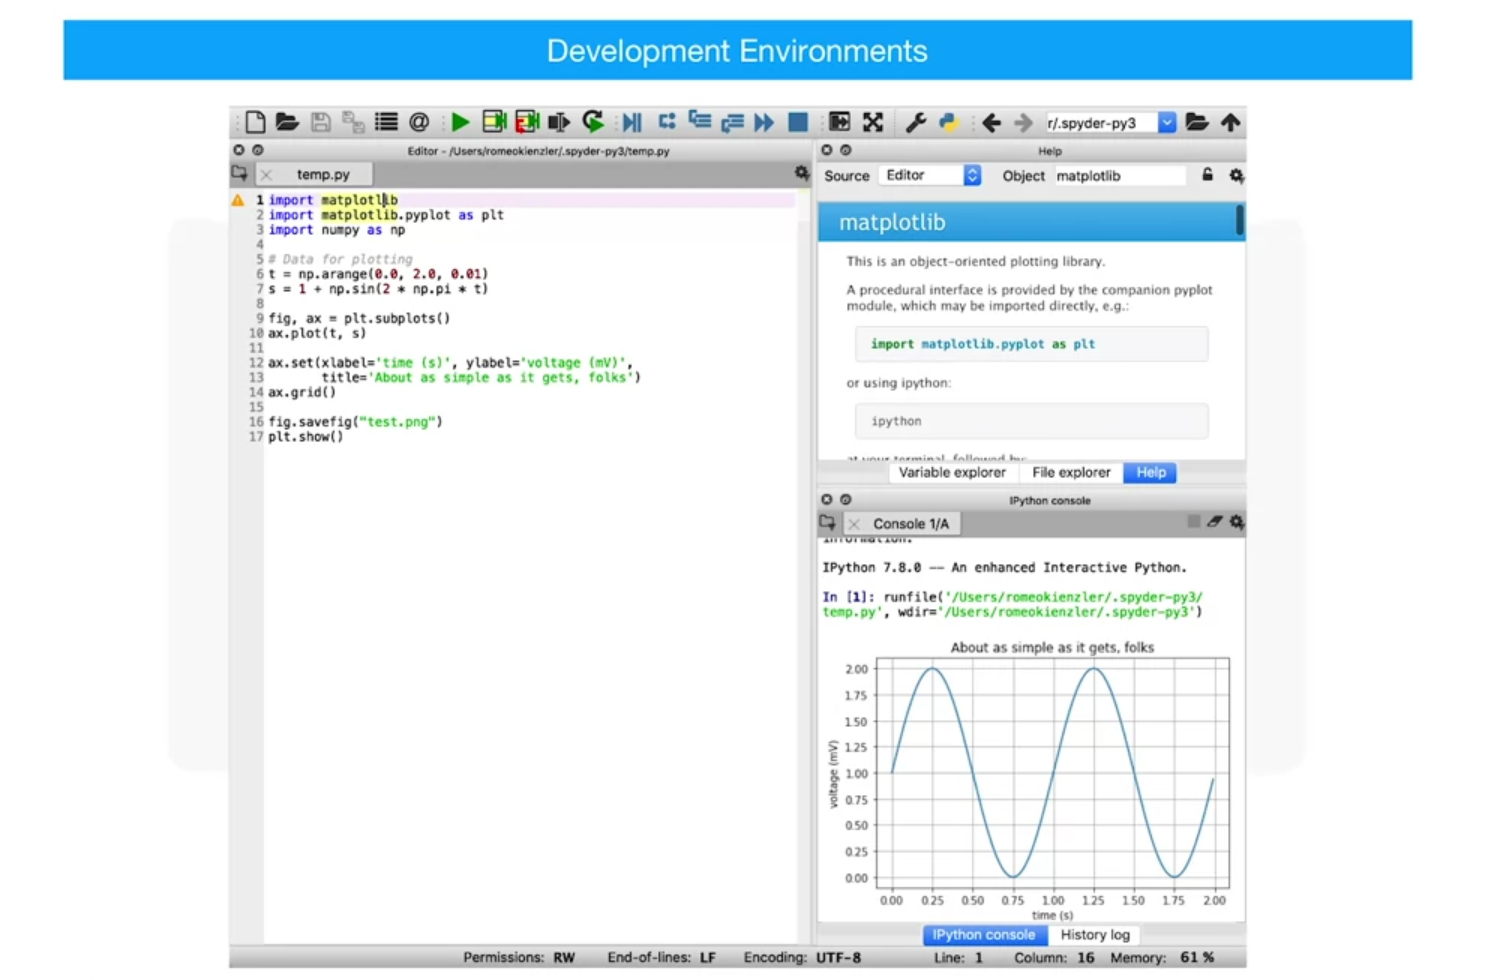 Development Environments
r/.spyder-py3
Editor - /Users/romeokienzler/.spyder-py3/temp.py
temp.py
1 import matplotlib
2 import matplotlib.pyplot as plt
3 import numpy as np
4
5 # Data for plotting
6 t = np.arange(0.0, 2.0, 0.01)
7 s = 1 + np.sin(2 * np.pi * t)
8
9 fig, ax = plt.subplots()
10 ax.plot(t, s)
11
12 ax.set(xlabel='time (s)', ylabel='voltage (mV)',
13        title='About as simple as it gets, folks')
14 ax.grid()
15
16 fig.savefig("test.png")
17 plt.show()
Help
Source Editor Object matplotlib
matplotlib
This is an object-oriented plotting library.
A procedural interface is provided by the companion pyplot
module, which may be imported directly, e.g.:
import matplotlib.pyplot as plt
or using ipython:
ipython
at your terminal, followed by:
Variable explorer File explorer Help
IPython console
Console 1/A
information.
IPython 7.8.0 -- An enhanced Interactive Python.
In [1]: runfile('/Users/romeokienzler/.spyder-py3/
temp.py', wdir='/Users/romeokienzler/.spyder-py3')
About as simple as it gets, folks
2.00
1.75
1.50
1.25
1.00
0.75
0.50
0.25
0.00
voltage (mV)
0.00 0.25 0.50 0.75 1.00 1.25 1.50 1.75 2.00
time (s)
IPython console History log
Permissions: RW End-of-lines: LF Encoding: UTF-8 Line: 1 Column: 16 Memory: 61 %